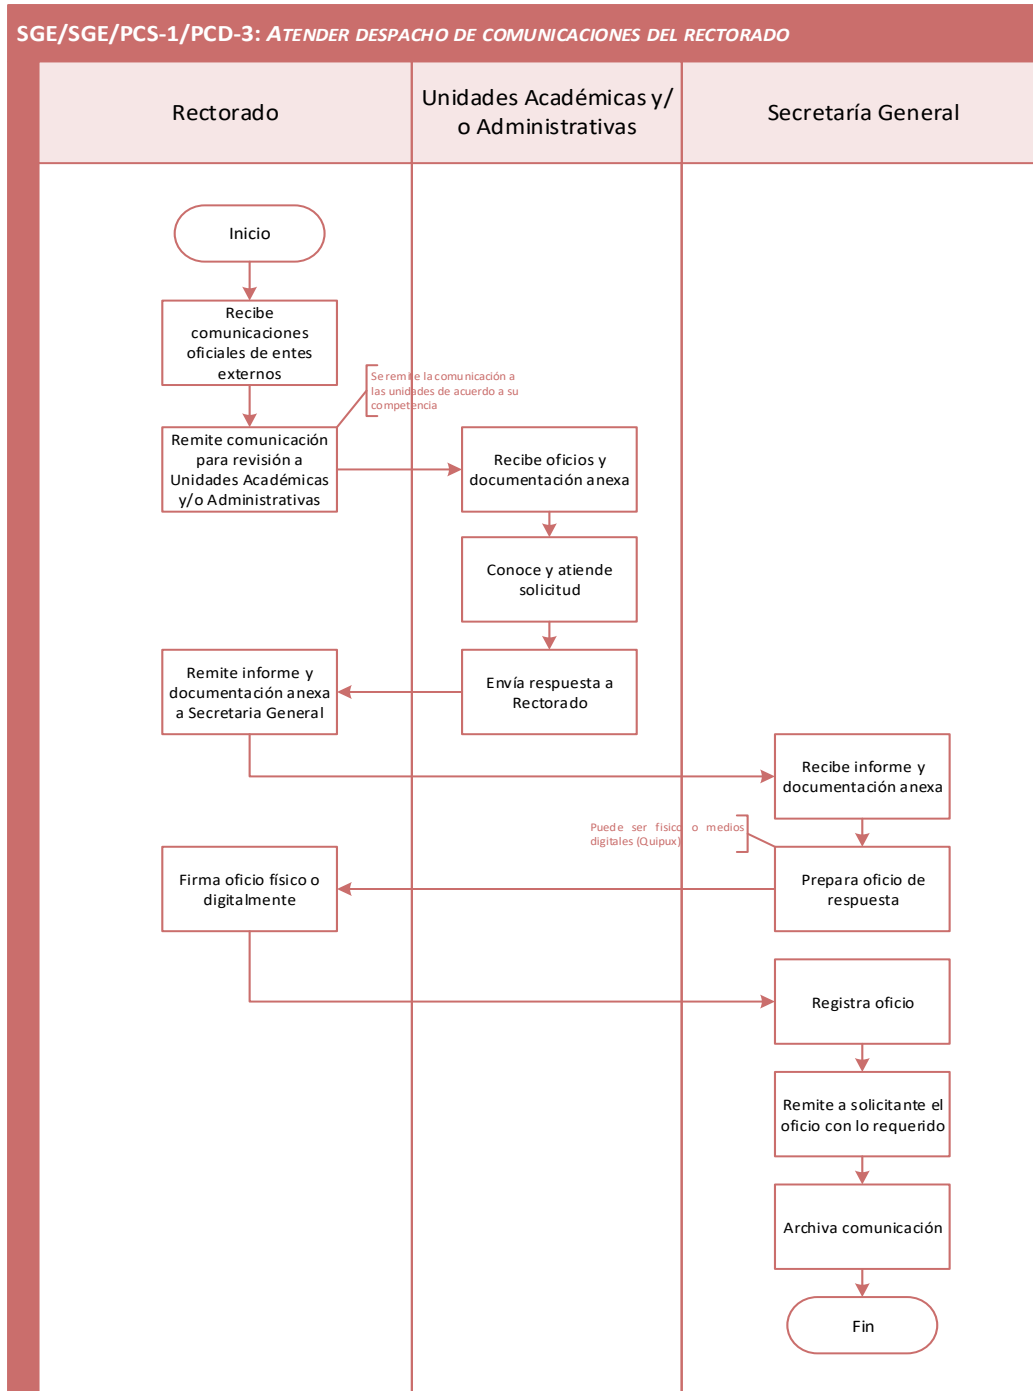 SGE/SGE/PCS-1/PCD-3: ATENDER DESPACHO DE COMUNICACIONES DEL RECTORADO
Rectorado
Unidades Académicas y/
o Administrativas
Secretaría General
Inicio
Recibe
comunicaciones
oficiales de entes
externos
Se remite la comunicación a
las unidades de acuerdo a su
competencia
Remite comunicación
para revisión a
Unidades Académicas
y/o Administrativas
Recibe oficios y
documentación anexa
Conoce y atiende
solicitud
Envía respuesta a
Rectorado
Remite informe y
documentación anexa
a Secretaria General
Recibe informe y
documentación anexa
Puede ser físico o medios
digitales (Quipux)
Prepara oficio de
respuesta
Firma oficio físico o
digitalmente
Registra oficio
Remite a solicitante el
oficio con lo requerido
Archiva comunicación
Fin